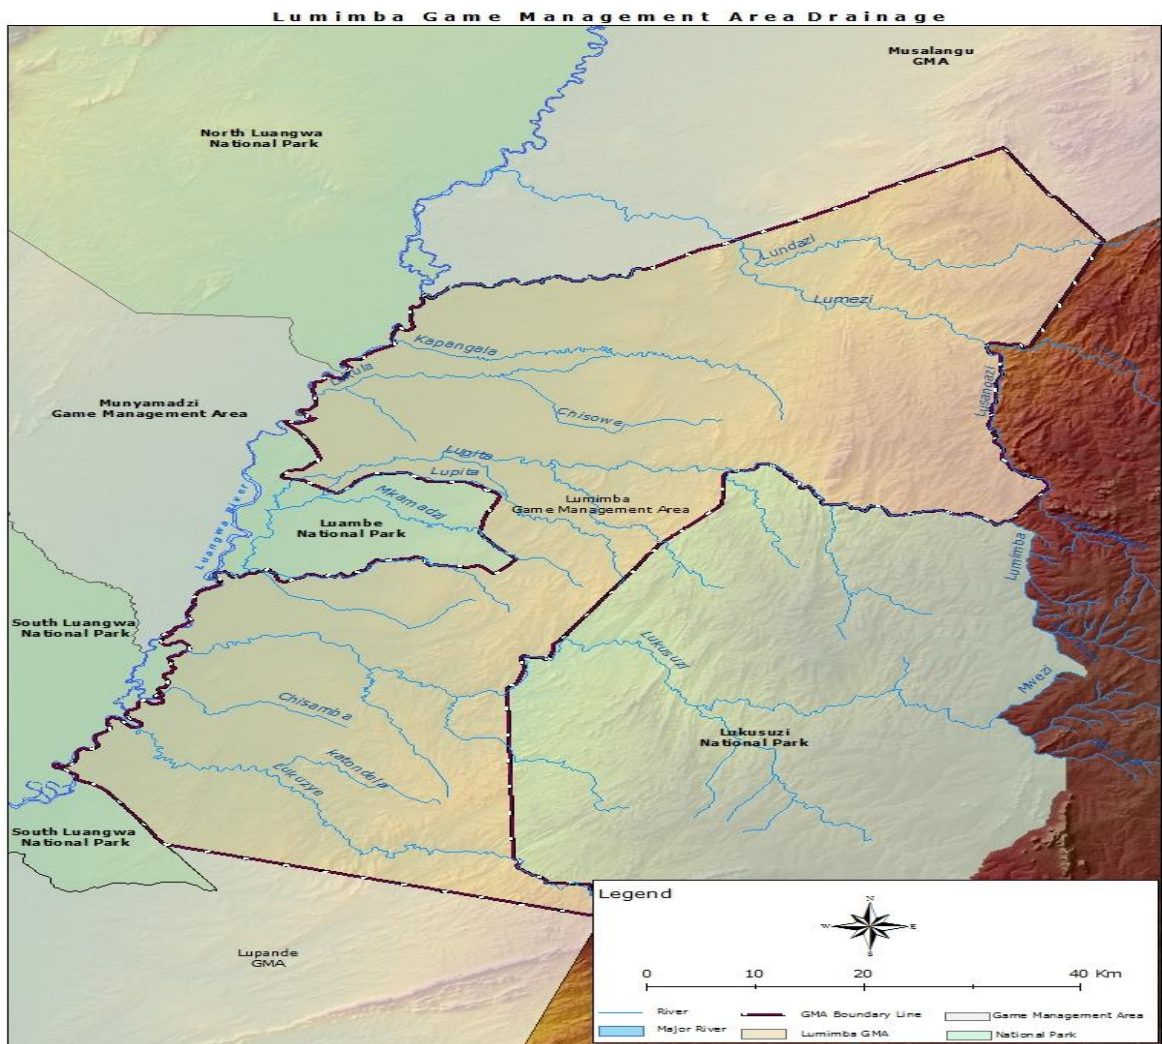 Lumimba Game Management Area Drainage
Musalangu
GMA
North Luangwa
National Park
Lundazi
Lumezi
Kapangala
Lusangazi
Munyamadzi
Game Management Area
Chisowe
Lupita
Lupita
Mkamadzi
Lumimba
Game Management Area
Luambe
National Park
Luangwa River
Lumimba
South Luangwa
National Park
Lukusuzi
Mwezi
Chisamba
Lukusuzi
National Park
katondela
Lukuzye
South Luangwa
National Park
Lupande
GMA
Legend
N
W
E
S
0 10 20 40 Km
River
GMA Boundary Line
Game Management Area
Major River
Lumimba GMA
National Park